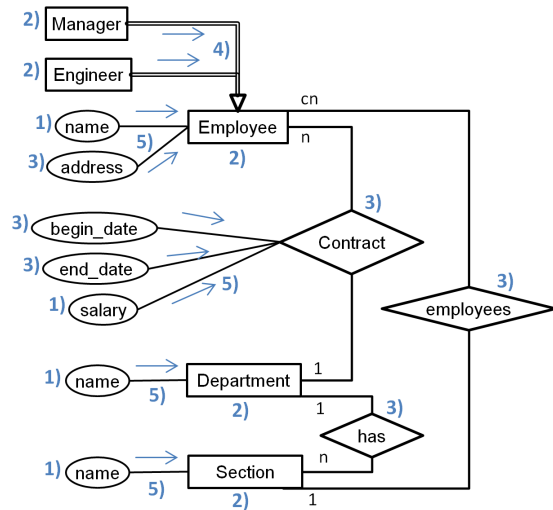 2) Manager
4)
2) Engineer
cn
1) name
5)
Employee
n
3) address
2)
3) begin_date
3)
Contract
3) end_date
5)
1) salary
3)
employees
1) name
5)
Department
1
2)
1
3)
has
1) name
5)
Section
n
2)
1